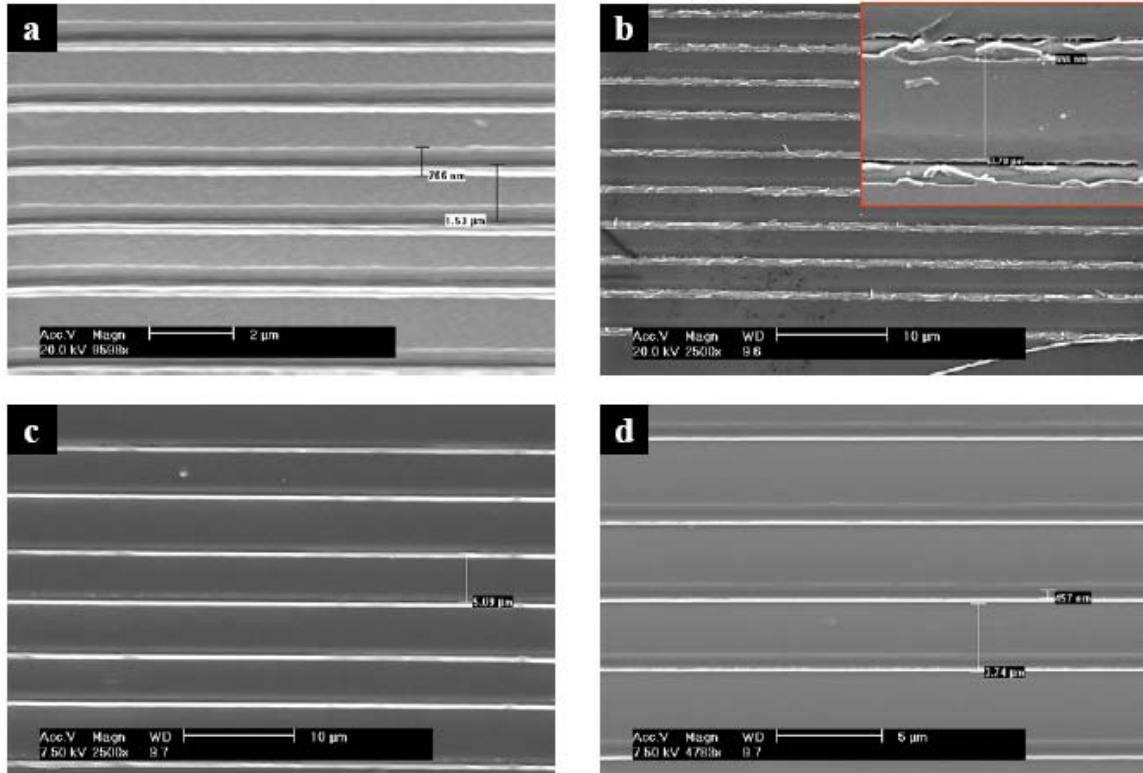 a
766 nm
1.53 µm
Acc.V Magn 2 µm
20.0 kV 9598x
b
Acc.V Magn WD 10 µm
20.0 kV 2500x 9.6
c
5.09 µm
Acc.V Magn WD 10 µm
7.50 kV 2500x 9.7
d
457 nm
3.74 µm
Acc.V Magn WD 5 µm
7.50 kV 4783x 9.7